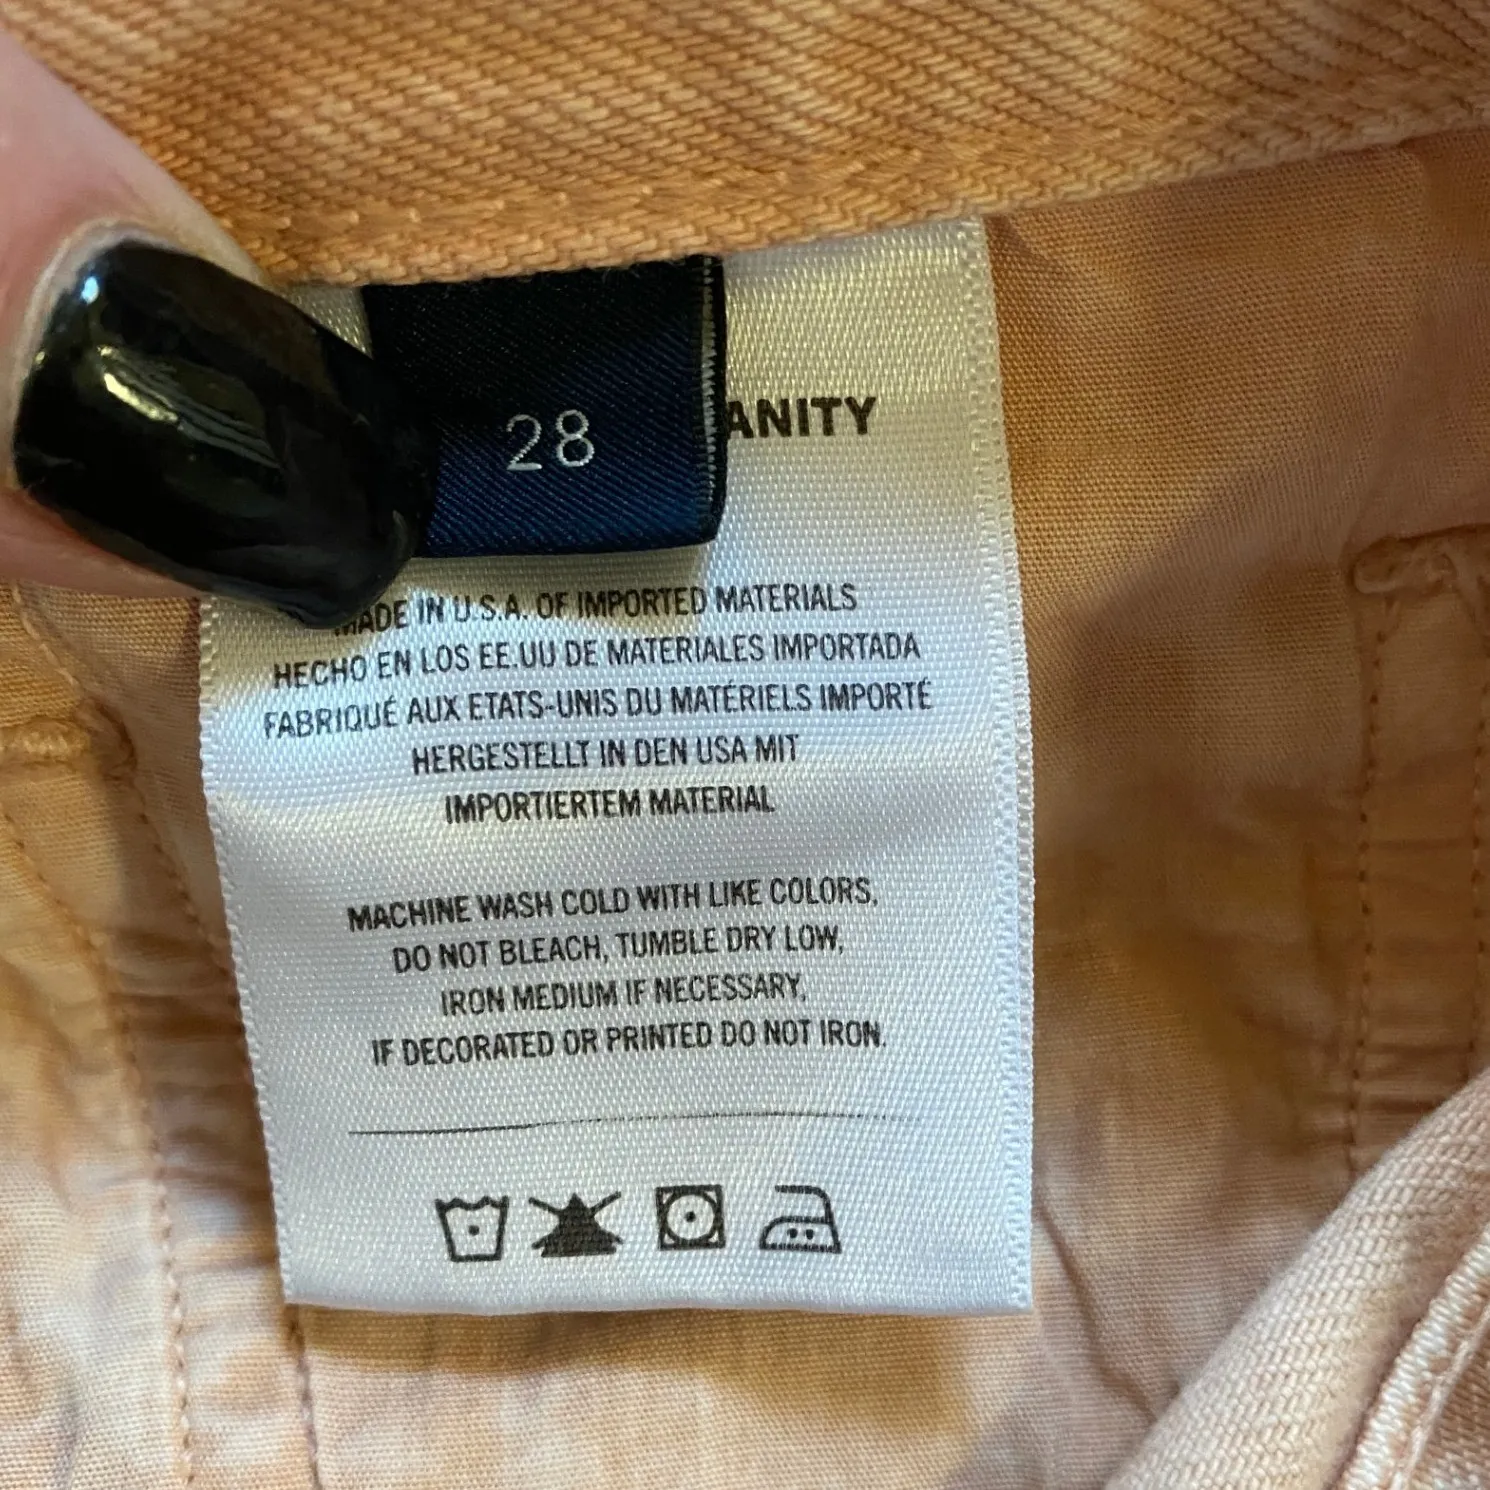 28
ANITY
MADE IN U.S.A. OF IMPORTED MATERIALS
HECHO EN LOS EE.UU DE MATERIALES IMPORTADA
FABRIQUÉ AUX ETATS-UNIS DU MATÉRIELS IMPORTÉ
HERGESTELLT IN DEN USA MIT
IMPORTIERTEM MATERIAL
MACHINE WASH COLD WITH LIKE COLORS,
DO NOT BLEACH, TUMBLE DRY LOW,
IRON MEDIUM IF NECESSARY,
IF DECORATED OR PRINTED DO NOT IRON.